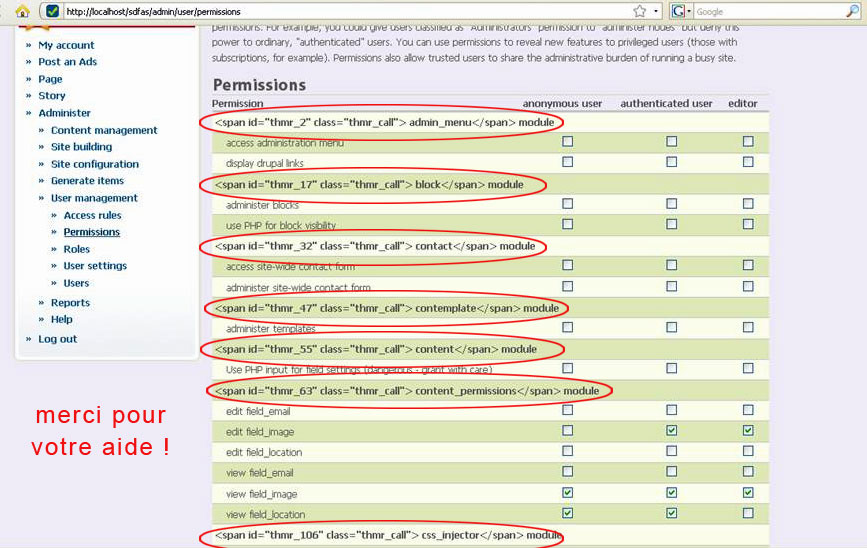 http://localhost/sdfas/admin/user/permissions
Google
permissions. For example, you could give users classified as "Administrators" permission to "administer nodes" but deny this
power to ordinary, "authenticated" users. You can use permissions to reveal new features to privileged users (those with
subscriptions, for example). Permissions also allow trusted users to share the administrative burden of running a busy site.
» My account
» Post an Ads
» Page
» Story
» Administer
» Content management
» Site building
» Site configuration
» Generate items
» User management
» Access rules
» Permissions
» Roles
» User settings
» Users
» Reports
» Help
» Log out
merci pour
votre aide !
Permissions
Permission anonymous user authenticated user editor
<span id="thmr_2" class="thmr_call"> admin_menu</span> module
access administration menu
display drupal links
<span id="thmr_17" class="thmr_call"> block</span> module
administer blocks
use PHP for block visibility
<span id="thmr_32" class="thmr_call"> contact</span> module
access site-wide contact form
administer site-wide contact form
<span id="thmr_47" class="thmr_call"> contemplate</span> module
administer templates
<span id="thmr_55" class="thmr_call"> content</span> module
Use PHP input for field settings (dangerous - grant with care)
<span id="thmr_63" class="thmr_call"> content_permissions</span> module
edit field_email
edit field_image
edit field_location
view field_email
view field_image
view field_location
<span id="thmr_106" class="thmr_call"> css_injector</span> module